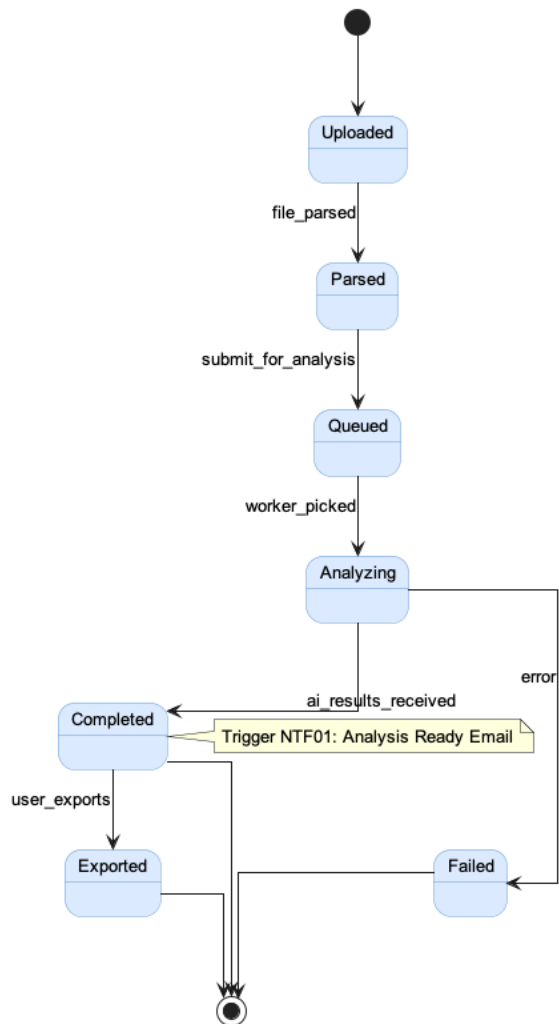 Uploaded
file_parsed
Parsed
submit_for_analysis
Queued
worker_picked
Analyzing
error
ai_results_received
Completed
Trigger NTF01: Analysis Ready Email
user_exports
Exported
Failed